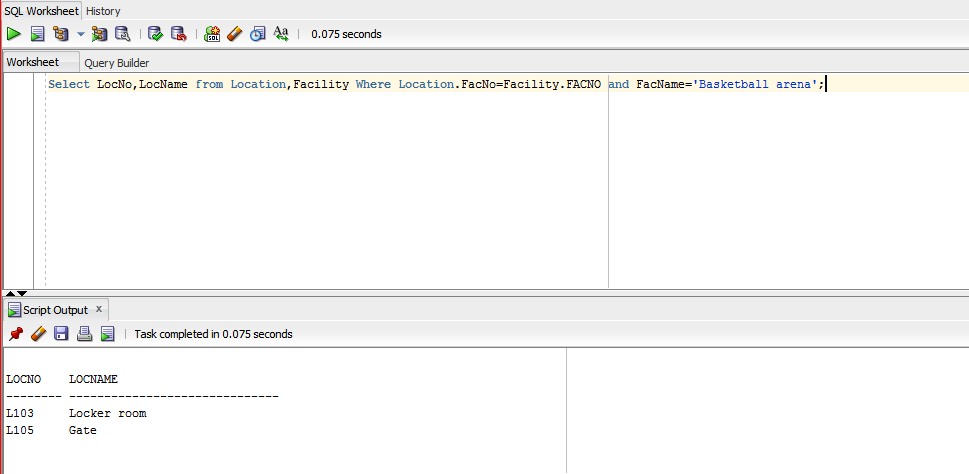 SQL Worksheet History
Aa 0.075 seconds
Worksheet Query Builder
Select LocNo,LocName from Location,Facility Where Location.FacNo=Facility.FACNO and FacName='Basketball arena';
Script Output x
Task completed in 0.075 seconds
LOCNO LOCNAME
-------- ------------------------------
L103 Locker room
L105 Gate